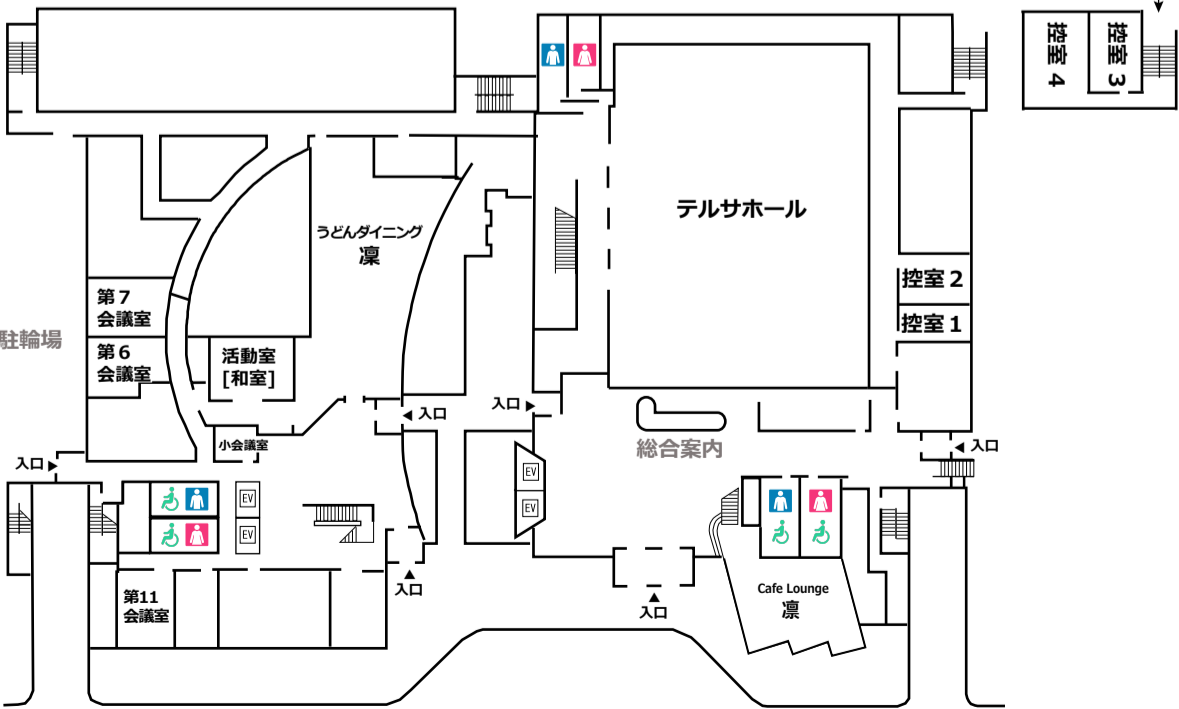 控室４
控室３
テルサホール
うどんダイニング
凜
控室２
第７
会議室
控室１
駐輪場
第６
会議室
活動室
[和室]
入口
入口
小会議室
総合案内
入口
入口
EV
EV
EV
EV
第11
会議室
入口
入口
Cafe Lounge
凛